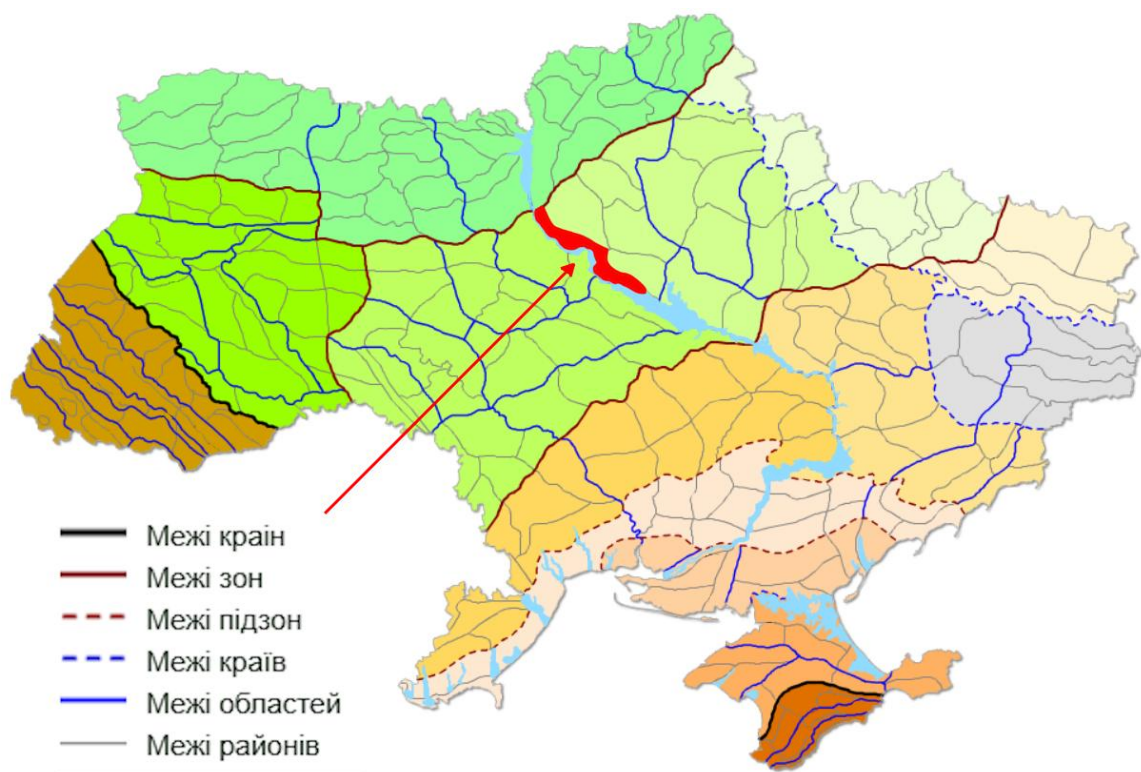 Межі країн
Межі зон
Межі підзон
Межі країв
Межі областей
Межі районів